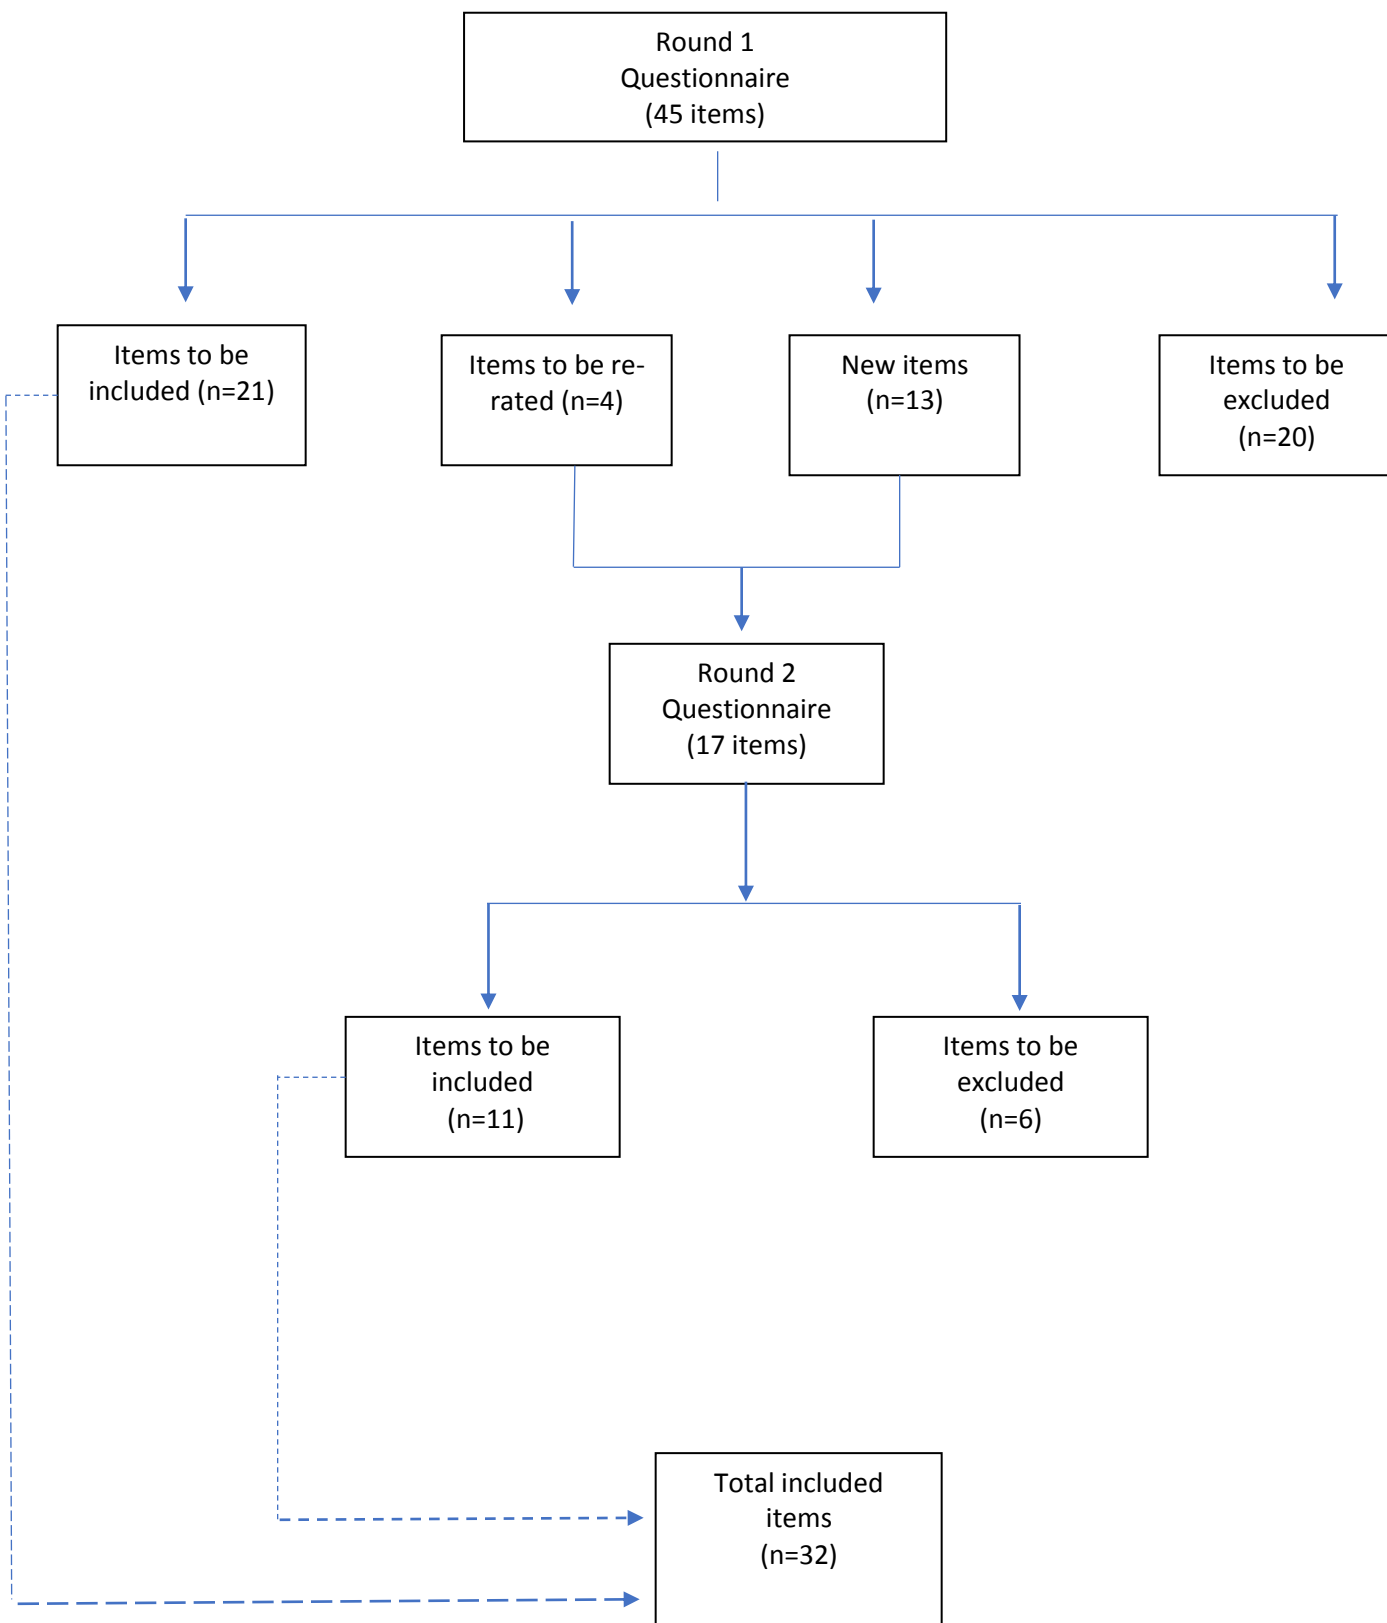 Round 1
Questionnaire
(45 items)
Items to be
included (n=21)
Items to be re-
rated (n=4)
New items
(n=13)
Items to be
excluded
(n=20)
Round 2
Questionnaire
(17 items)
Items to be
included
(n=11)
Items to be
excluded
(n=6)
Total included
items
(n=32)